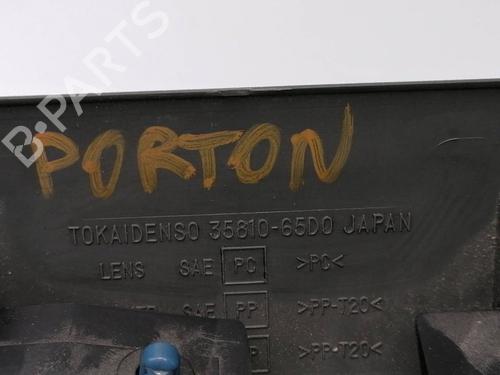 B-PARTS
PORTON
TOKAIDENSO 35810-65D0 JAPAN
LENS SAE PC >PC<
SAE PP >PP-T20<
P >PP-T20<